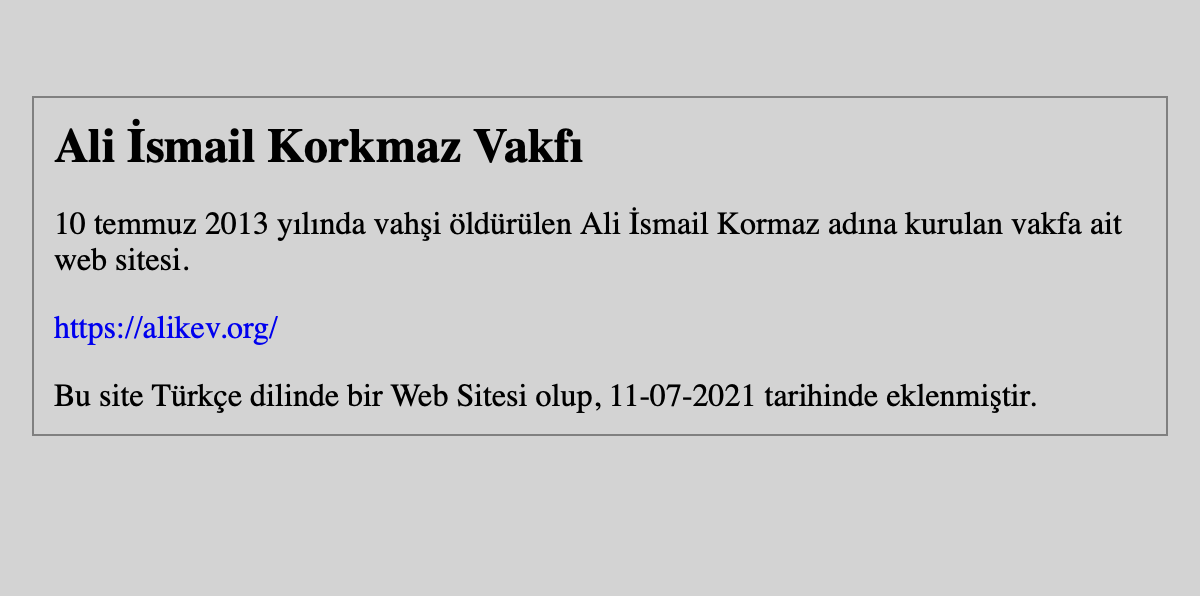 Ali İsmail Korkmaz Vakfı
10 temmuz 2013 yılında vahşi öldürülen Ali İsmail Kormaz adına kurulan vakfa ait
web sitesi.
https://alikev.org/
Bu site Türkçe dilinde bir Web Sitesi olup, 11-07-2021 tarihinde eklenmiştir.